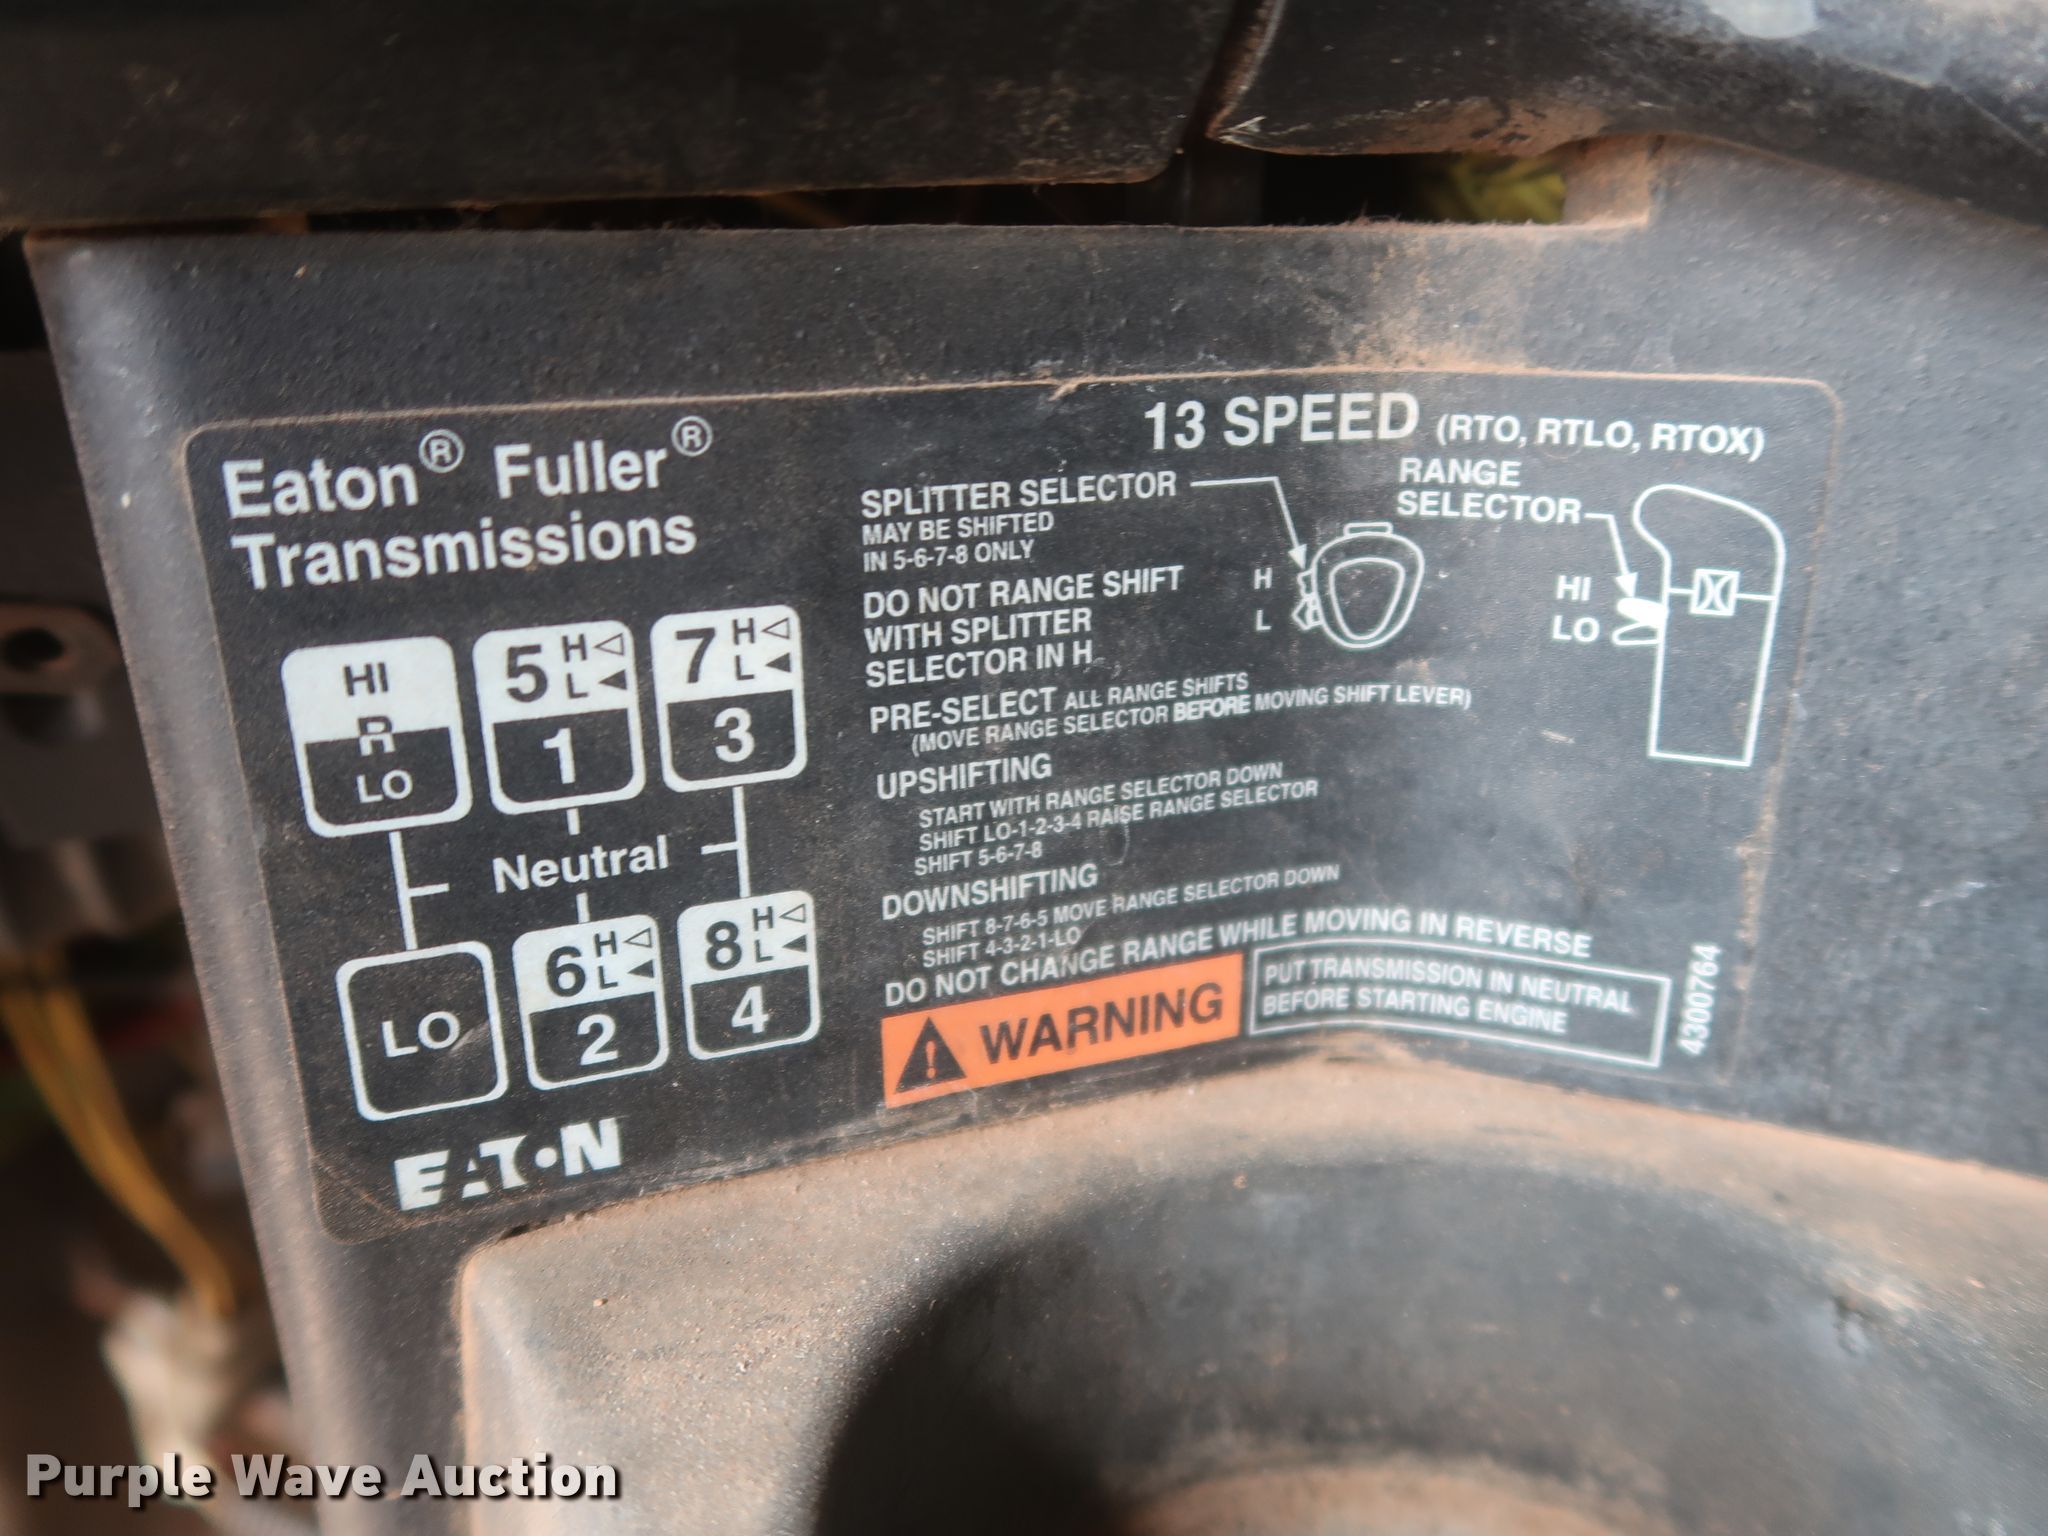 Eaton® Fuller®
Transmissions
HI
R
LO
5 H L
1
7 H L
3
Neutral
LO
6 H L
2
8 H L
4
EATON
13 SPEED (RTO, RTLO, RTOX)
SPLITTER SELECTOR
MAY BE SHIFTED
IN 5-6-7-8 ONLY
H
L
RANGE
SELECTOR
HI
LO
DO NOT RANGE SHIFT
WITH SPLITTER
SELECTOR IN H
PRE-SELECT ALL RANGE SHIFTS
(MOVE RANGE SELECTOR BEFORE MOVING SHIFT LEVER)
UPSHIFTING
START WITH RANGE SELECTOR DOWN
SHIFT LO-1-2-3-4 RAISE RANGE SELECTOR
SHIFT 5-6-7-8
DOWNSHIFTING
SHIFT 8-7-6-5 MOVE RANGE SELECTOR DOWN
SHIFT 4-3-2-1-LO
DO NOT CHANGE RANGE WHILE MOVING IN REVERSE
! WARNING
PUT TRANSMISSION IN NEUTRAL
BEFORE STARTING ENGINE
4300764
Purple Wave Auction